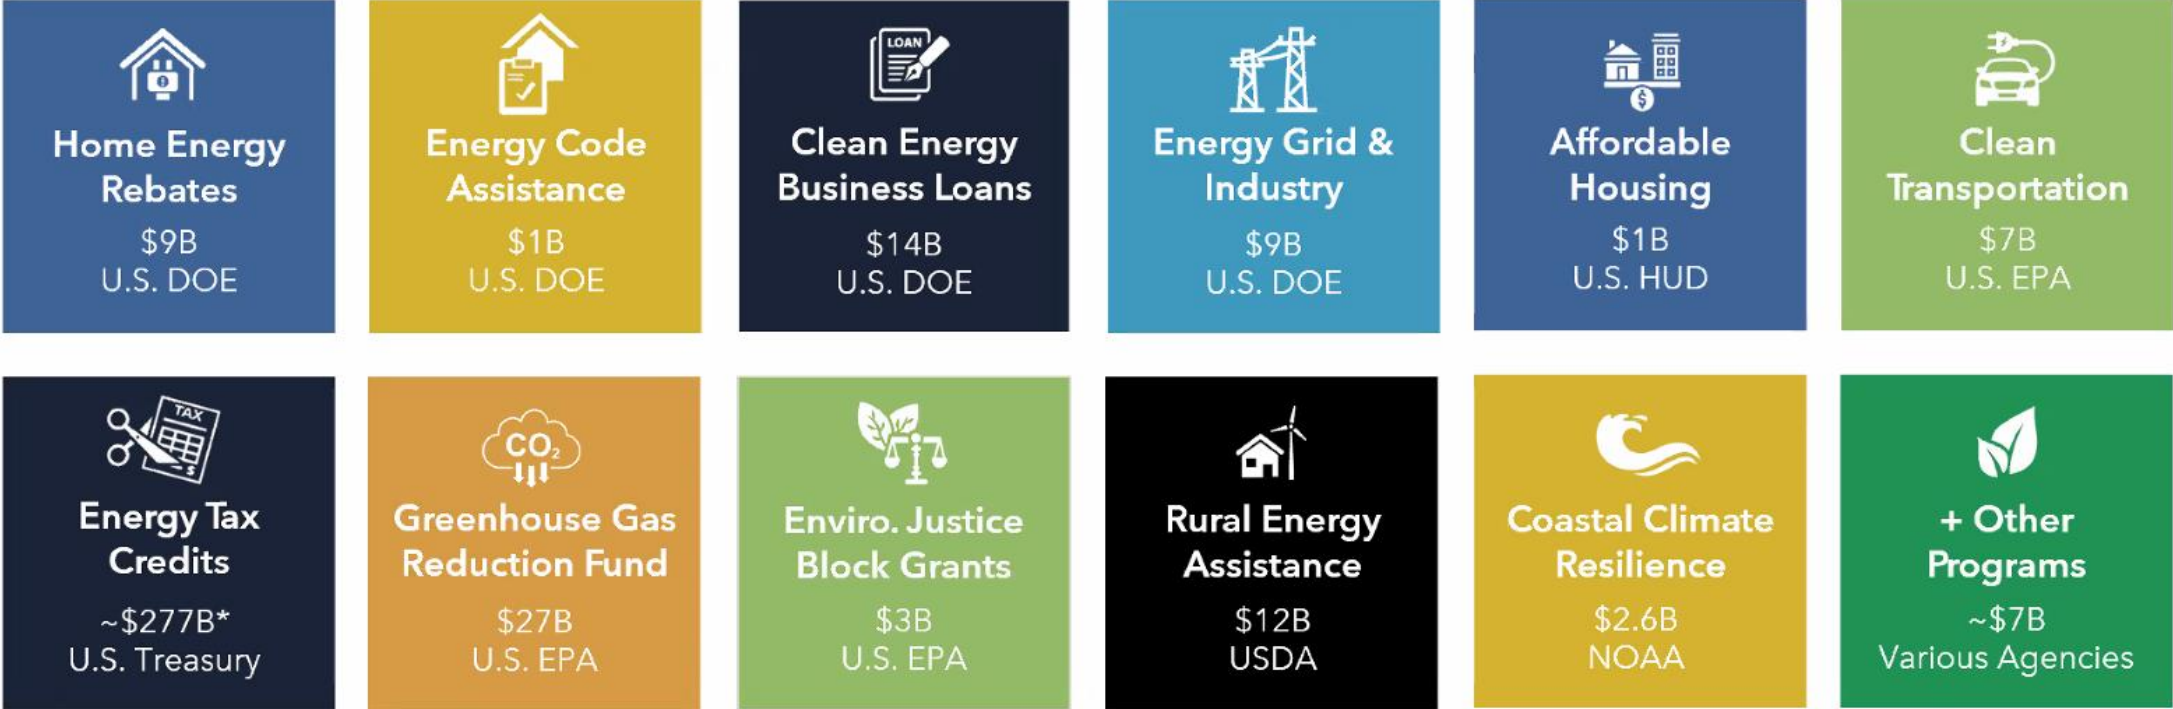 Home Energy
Rebates
$9B
U.S. DOE
Energy Code
Assistance
$1B
U.S. DOE
LOAN
Clean Energy
Business Loans
$14B
U.S. DOE
Energy Grid &
Industry
$9B
U.S. DOE
$
Affordable
Housing
$1B
U.S. HUD
Clean
Transportation
$7B
U.S. EPA
TAX
$
Energy Tax
Credits
~$277B*
U.S. Treasury
CO₂
Greenhouse Gas
Reduction Fund
$27B
U.S. EPA
Enviro. Justice
Block Grants
$3B
U.S. EPA
Rural Energy
Assistance
$12B
USDA
Coastal Climate
Resilience
$2.6B
NOAA
+ Other
Programs
~$7B
Various Agencies